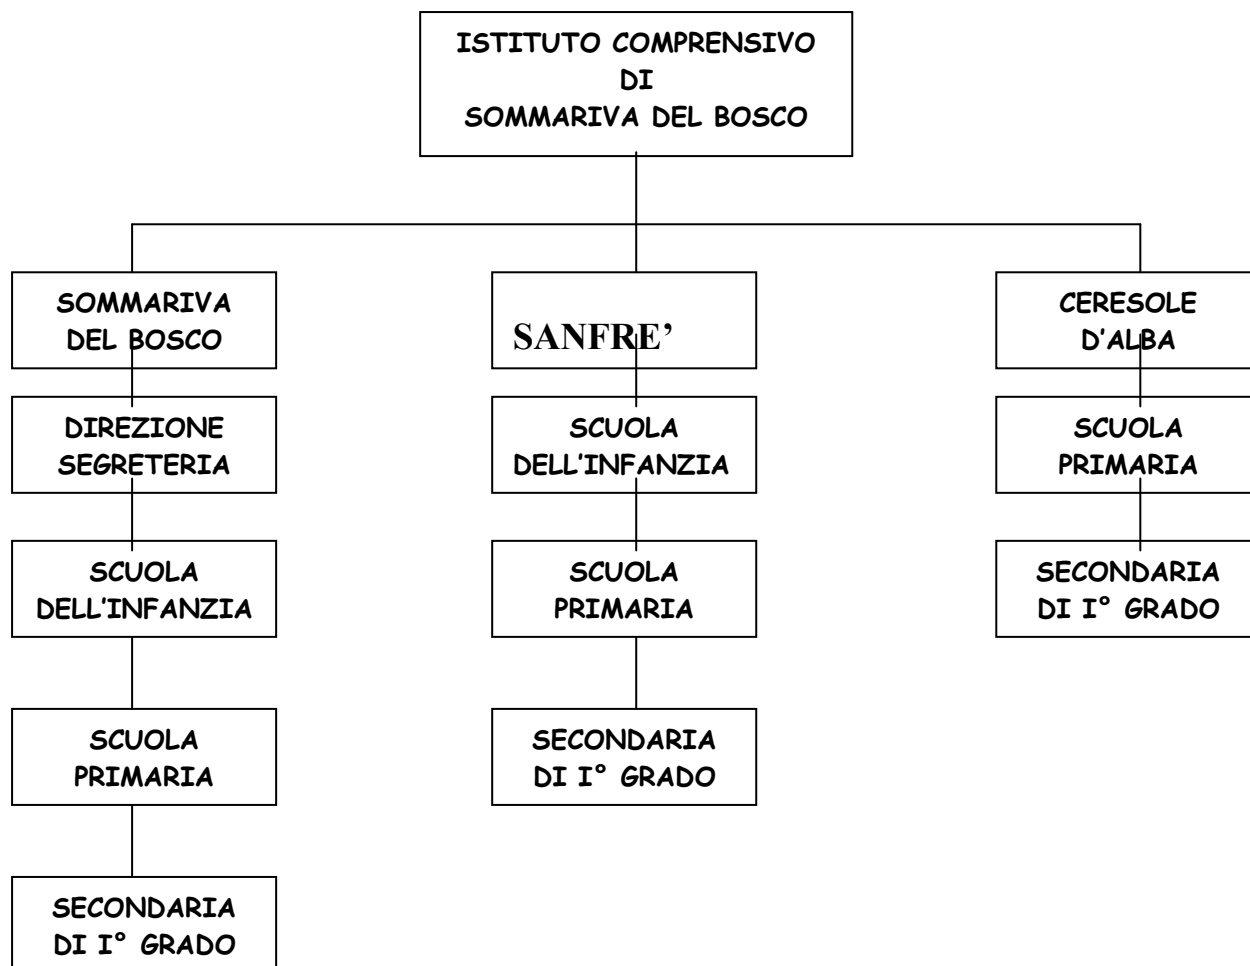 ISTITUTO COMPRENSIVO
DI
SOMMARIVA DEL BOSCO
SOMMARIVA
DEL BOSCO
SANFRE’
CERESOLE
D’ALBA
DIREZIONE
SEGRETERIA
SCUOLA
DELL’INFANZIA
SCUOLA
PRIMARIA
SCUOLA
DELL’INFANZIA
SCUOLA
PRIMARIA
SECONDARIA
DI I° GRADO
SCUOLA
PRIMARIA
SECONDARIA
DI I° GRADO
SECONDARIA
DI I° GRADO